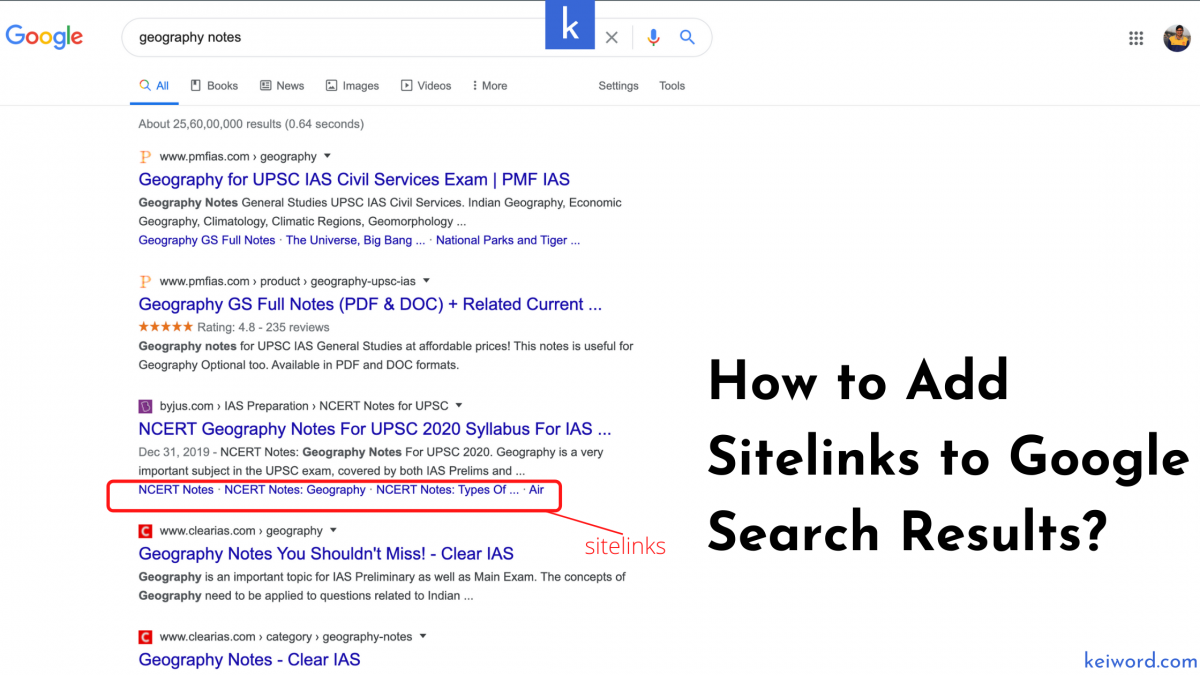 k
Google
geography notes
All Books News Images Videos More Settings Tools
About 25,60,00,000 results (0.64 seconds)
www.pmfias.com › geography
Geography for UPSC IAS Civil Services Exam | PMF IAS
Geography Notes General Studies UPSC IAS Civil Services. Indian Geography, Economic
Geography, Climatology, Climatic Regions, Geomorphology ...
Geography GS Full Notes · The Universe, Big Bang ... · National Parks and Tiger ...
www.pmfias.com › product › geography-upsc-ias
Geography GS Full Notes (PDF & DOC) + Related Current ...
★★★★★ Rating: 4.8 - 235 reviews
Geography notes for UPSC IAS General Studies at affordable prices! This notes is useful for
Geography Optional too. Available in PDF and DOC formats.
byjus.com › IAS Preparation › NCERT Notes for UPSC
NCERT Geography Notes For UPSC 2020 Syllabus For IAS ...
Dec 31, 2019 - NCERT Notes: Geography Notes For UPSC 2020. Geography is a very
important subject in the UPSC exam, covered by both IAS Prelims and ...
NCERT Notes · NCERT Notes: Geography · NCERT Notes: Types Of ... · Air
sitelinks
www.clearias.com › geography
Geography Notes You Shouldn't Miss! - Clear IAS
Geography is an important topic for IAS Preliminary as well as Main Exam. The concepts of
Geography need to be applied to questions related to Indian ...
www.clearias.com › category › geography-notes
Geography Notes - Clear IAS
How to Add
Sitelinks to Google
Search Results?
keiword.com